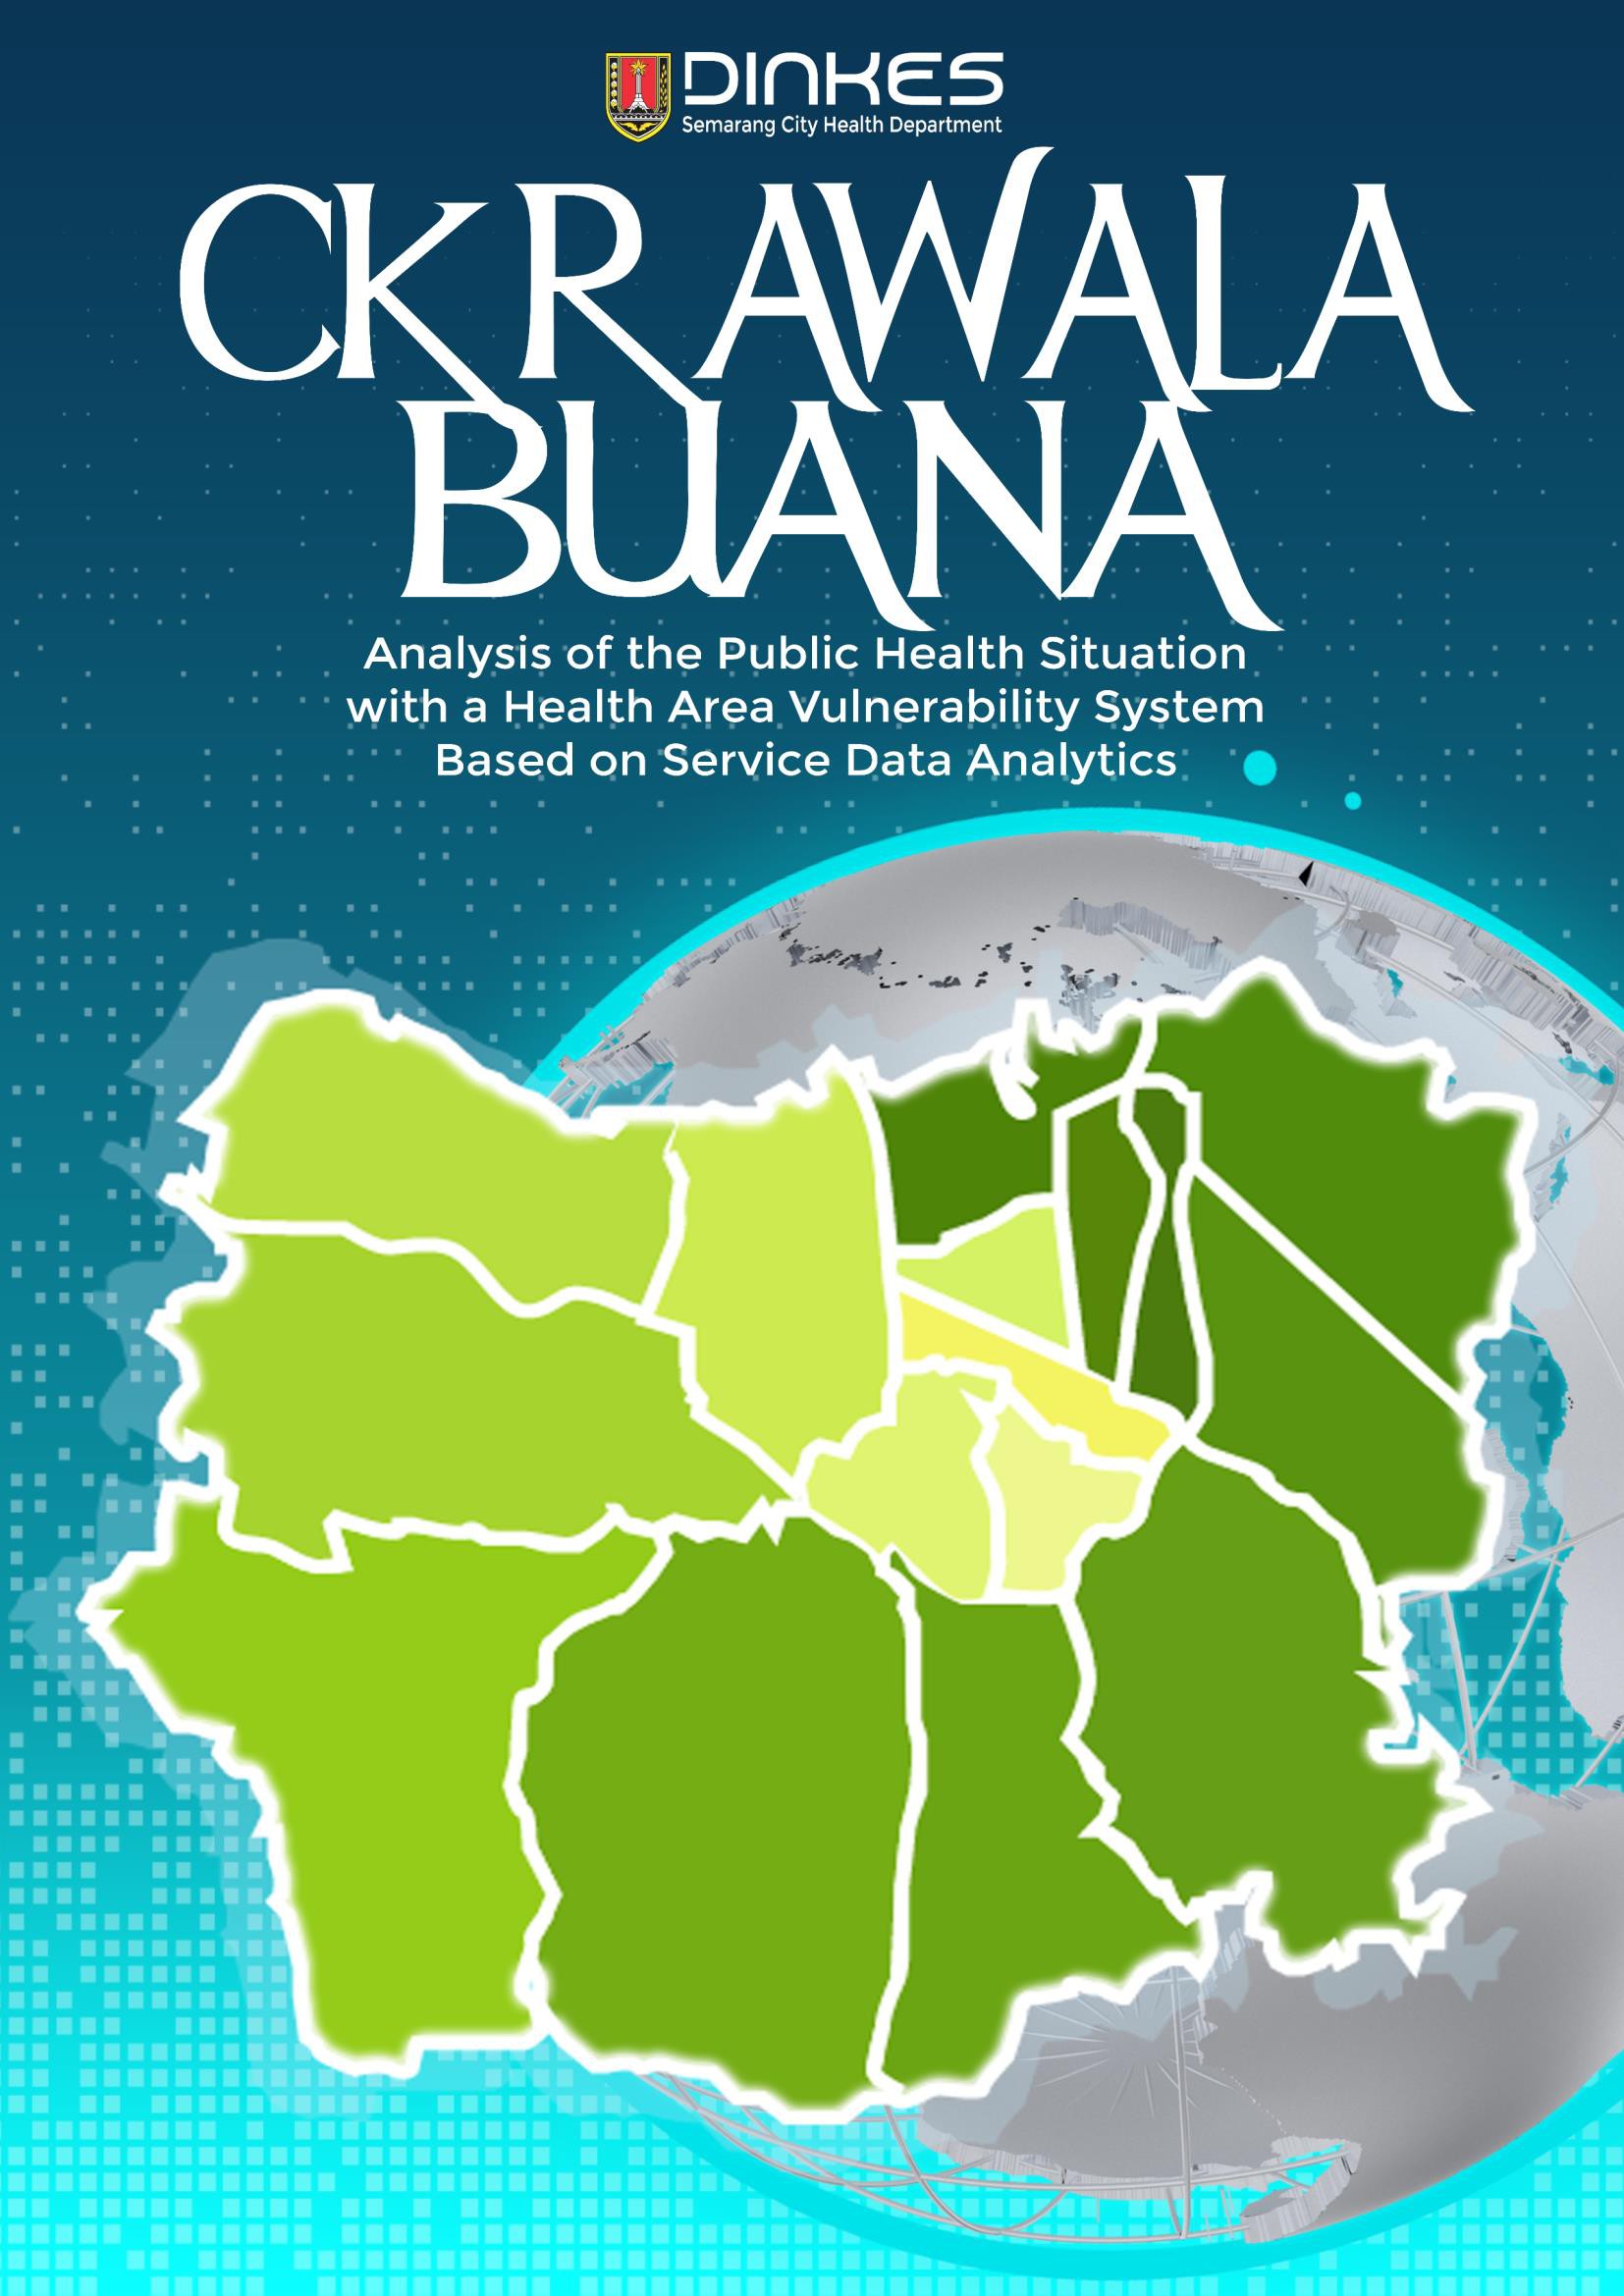 DINKES
Semarang City Health Department
CKRAWALA
BUANA
Analysis of the Public Health Situation
with a Health Area Vulnerability System
Based on Service Data Analytics